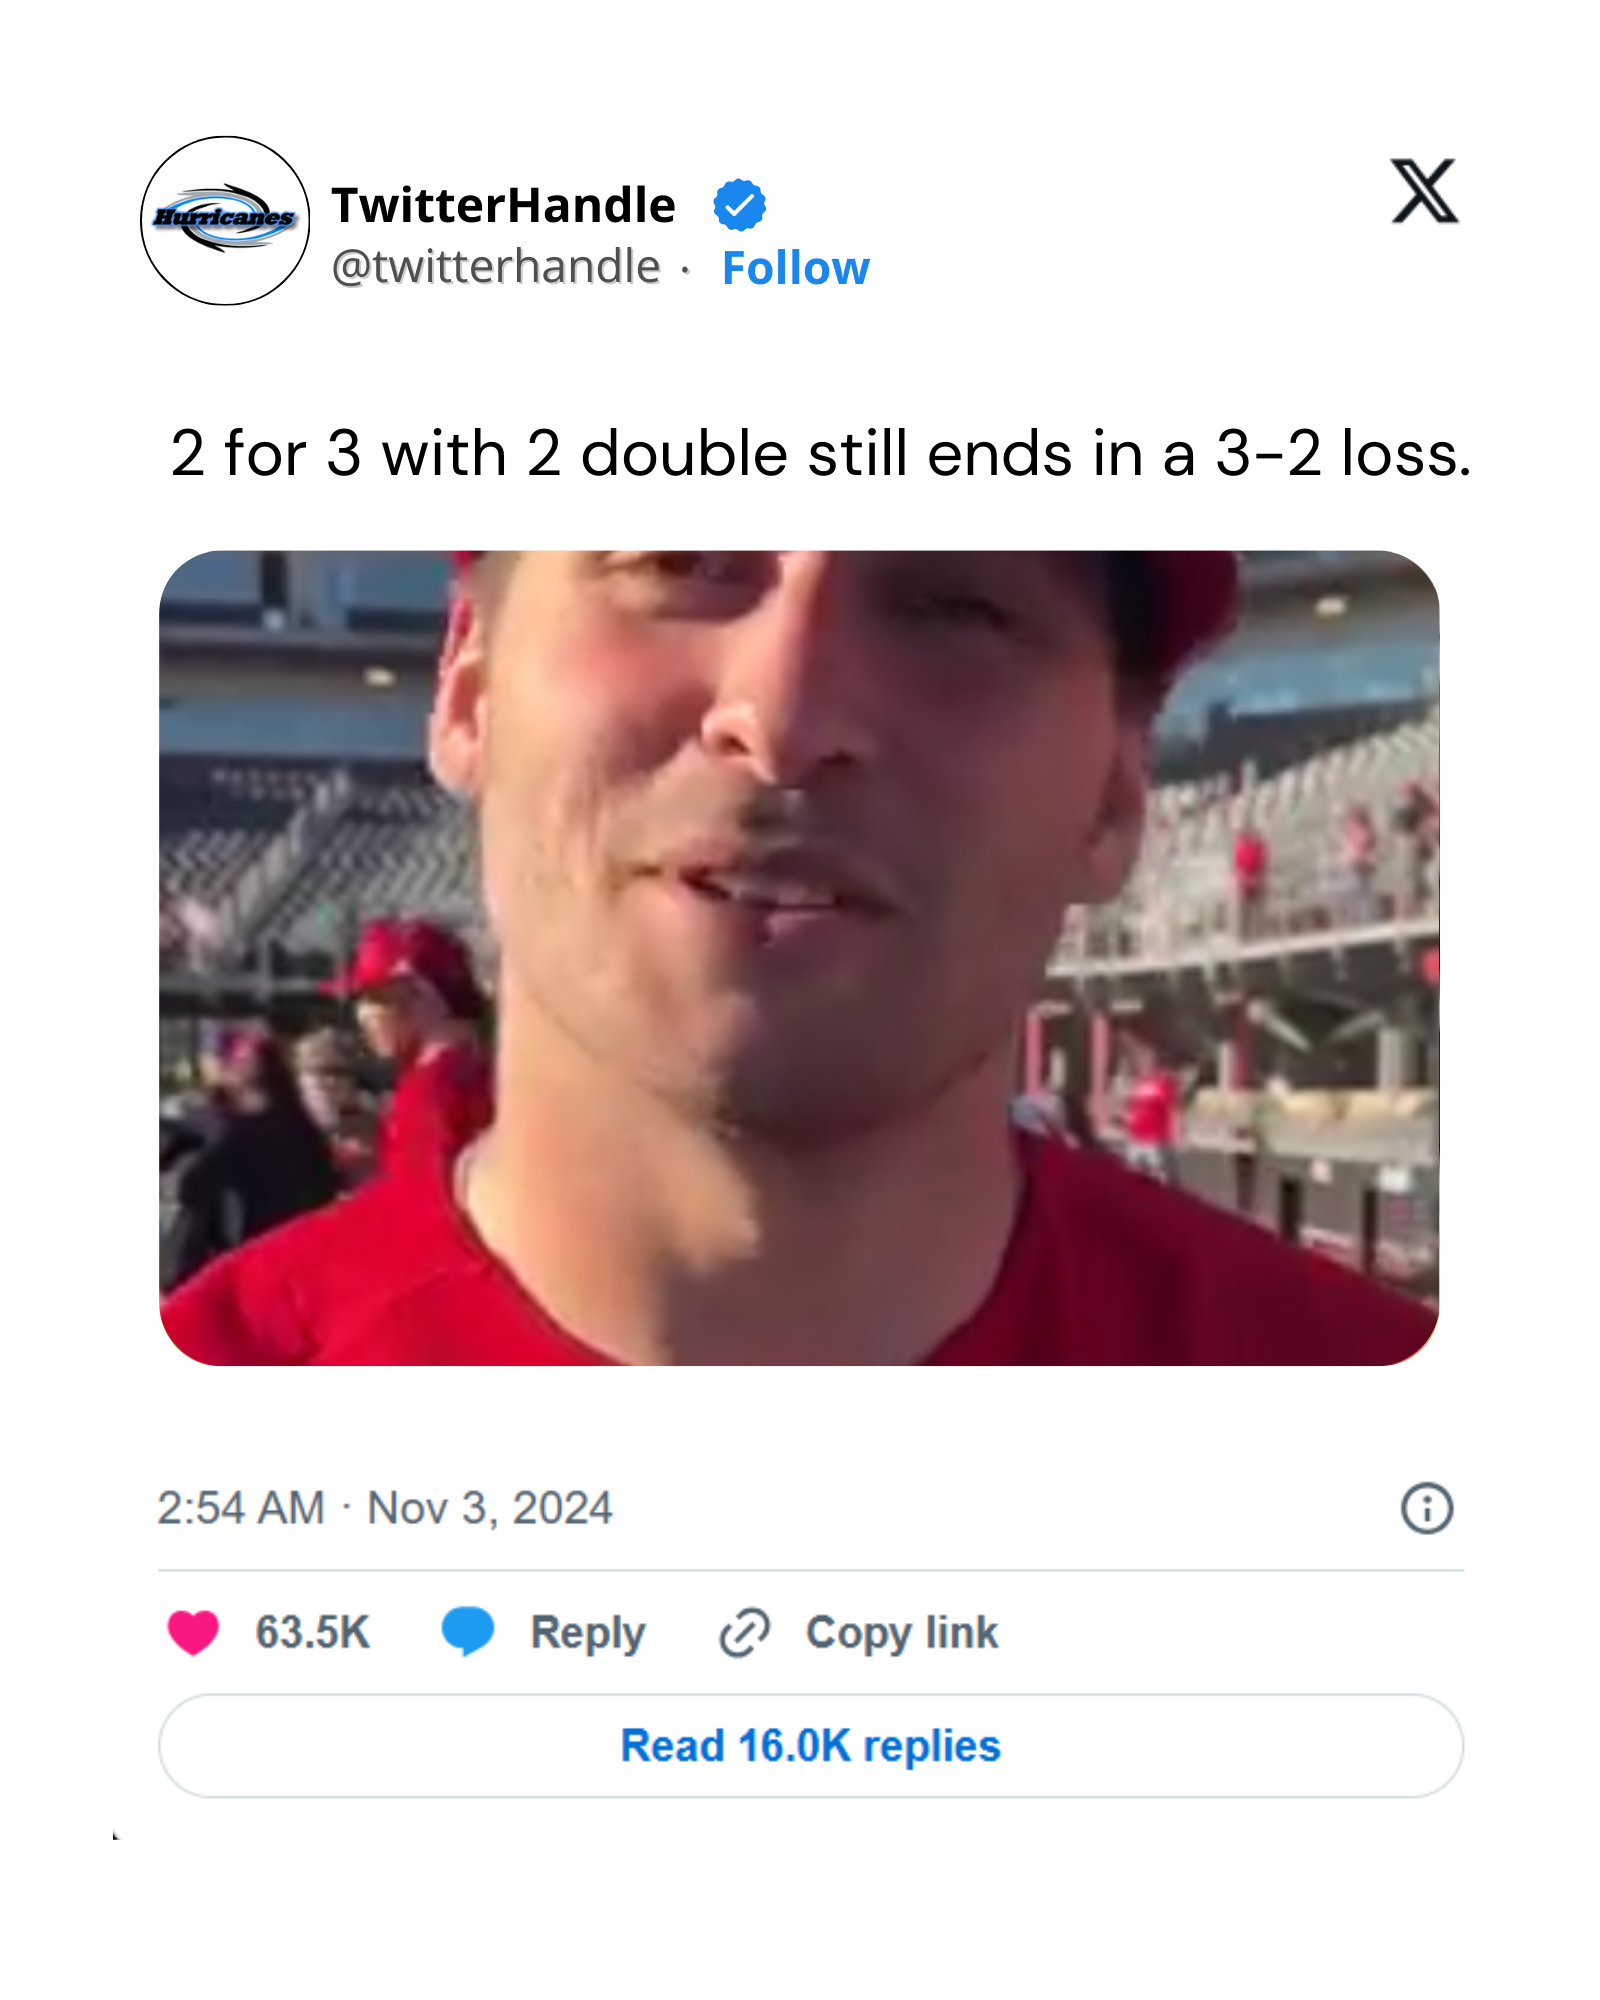 Hurricanes
TwitterHandle
@twitterhandle · Follow
2 for 3 with 2 double still ends in a 3-2 loss.
2:54 AM · Nov 3, 2024
63.5K Reply Copy link
Read 16.0K replies